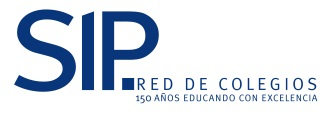 SIP.
RED DE COLEGIOS
150 AÑOS EDUCANDO CON EXCELENCIA